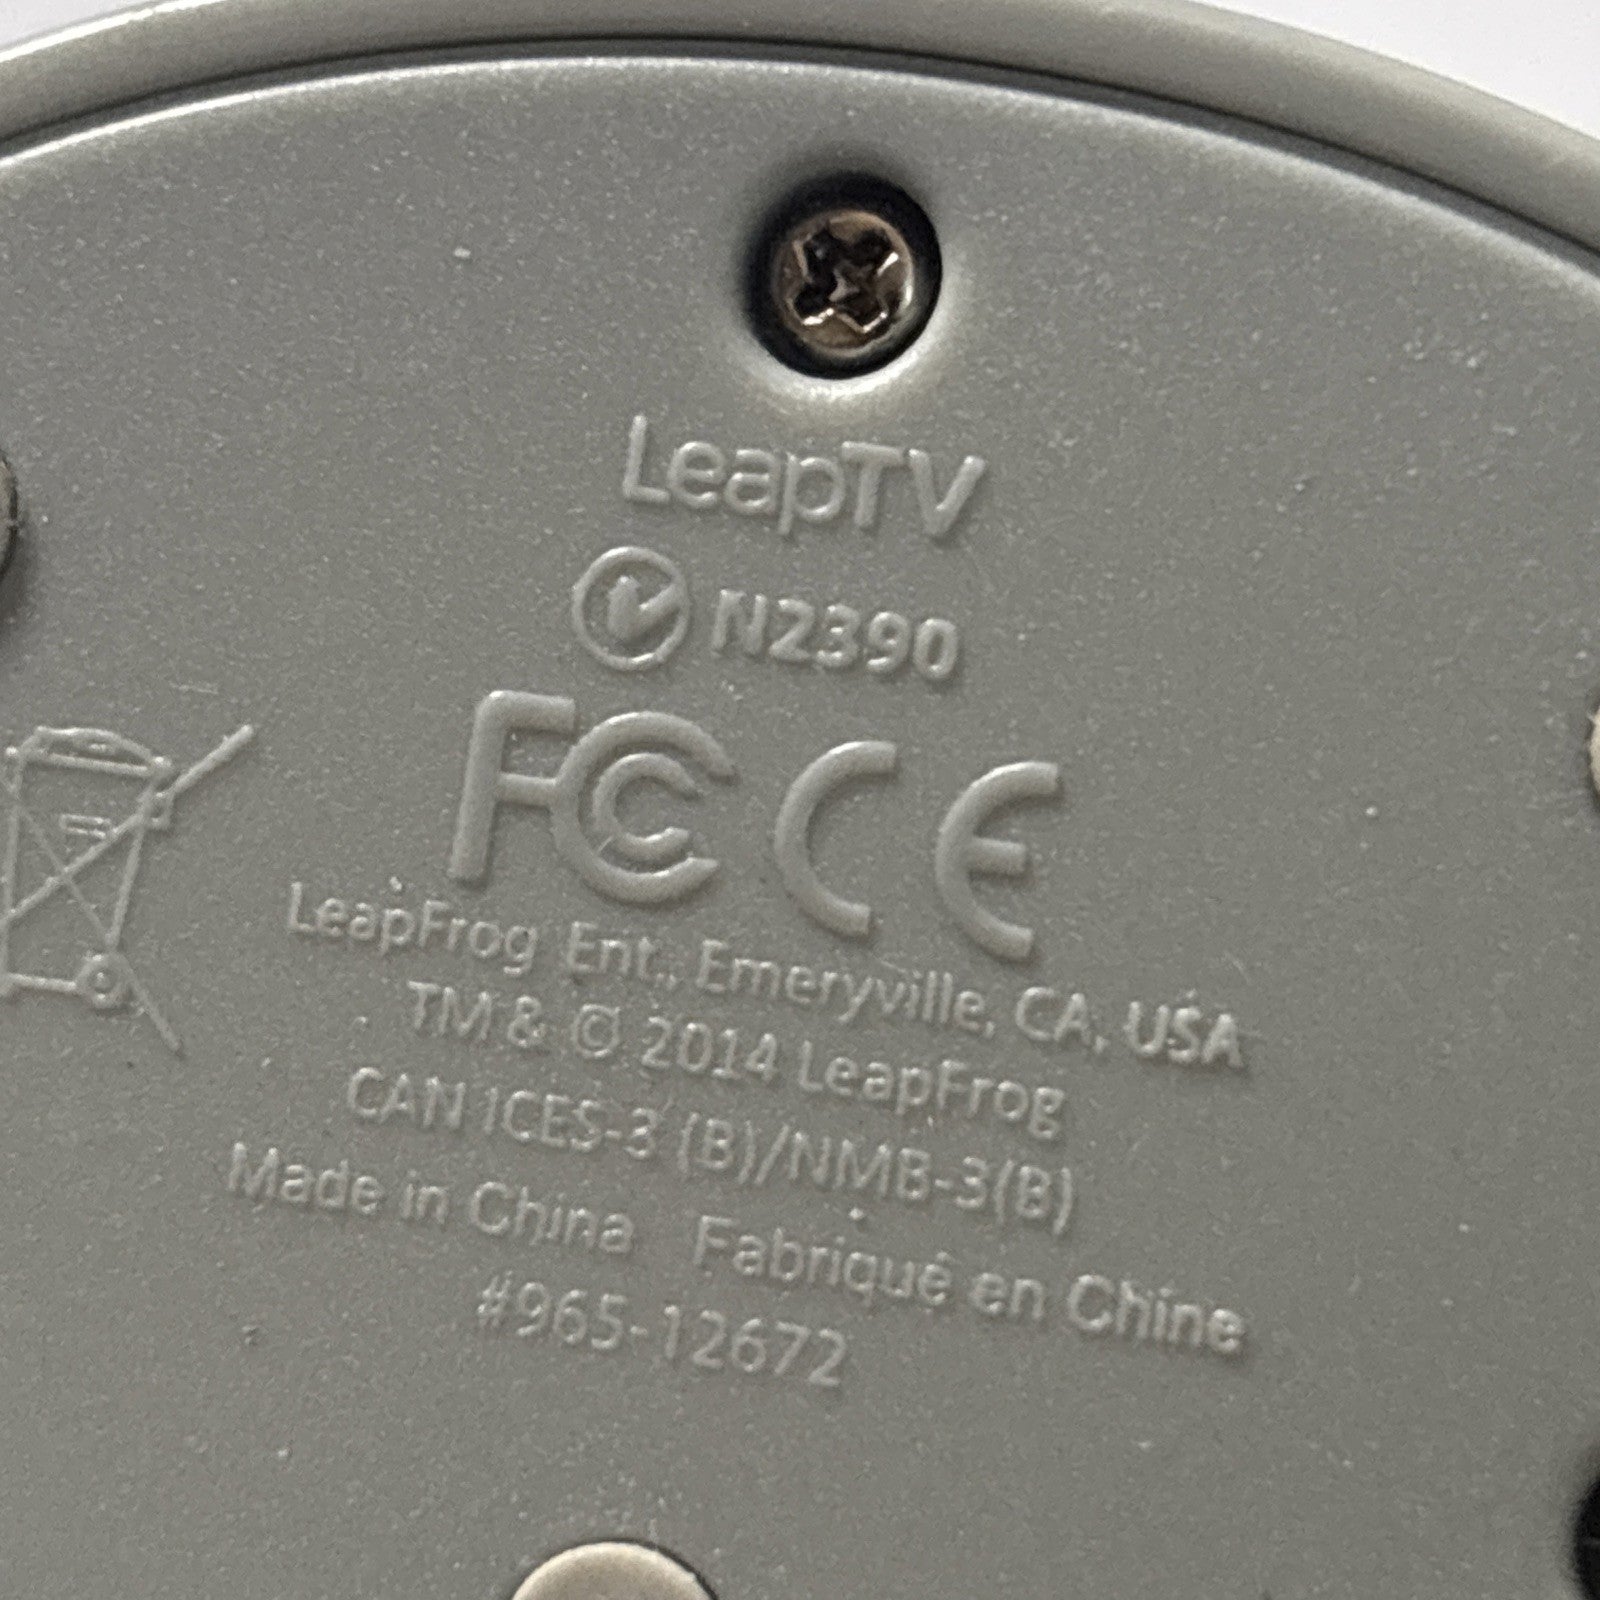 LeapTV
N2390
FC CE
LeapFrog Ent., Emeryville, CA, USA
TM & © 2014 LeapFrog
CAN ICES-3 (B)/NMB-3(B)
Made in China Fabriqué en Chine
#965-12672